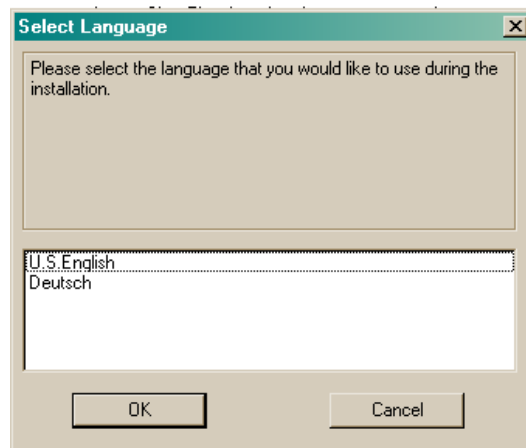 Select Language
Please select the language that you would like to use during the
installation.
U.S.English
Deutsch
OK
Cancel